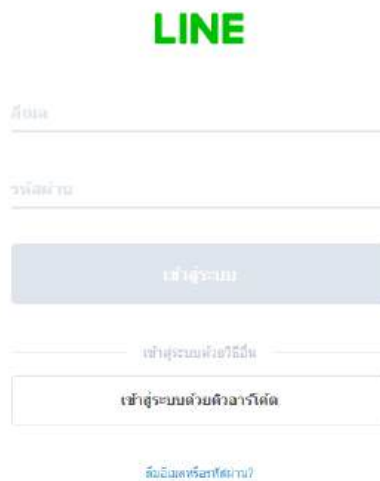 LINE
อีเมล
รหัสผ่าน
เข้าสู่ระบบ
เข้าสู่ระบบด้วยวิธีอื่น
เข้าสู่ระบบด้วยคิวอาร์โค้ด
ลืมอีเมลหรือรหัสผ่าน?